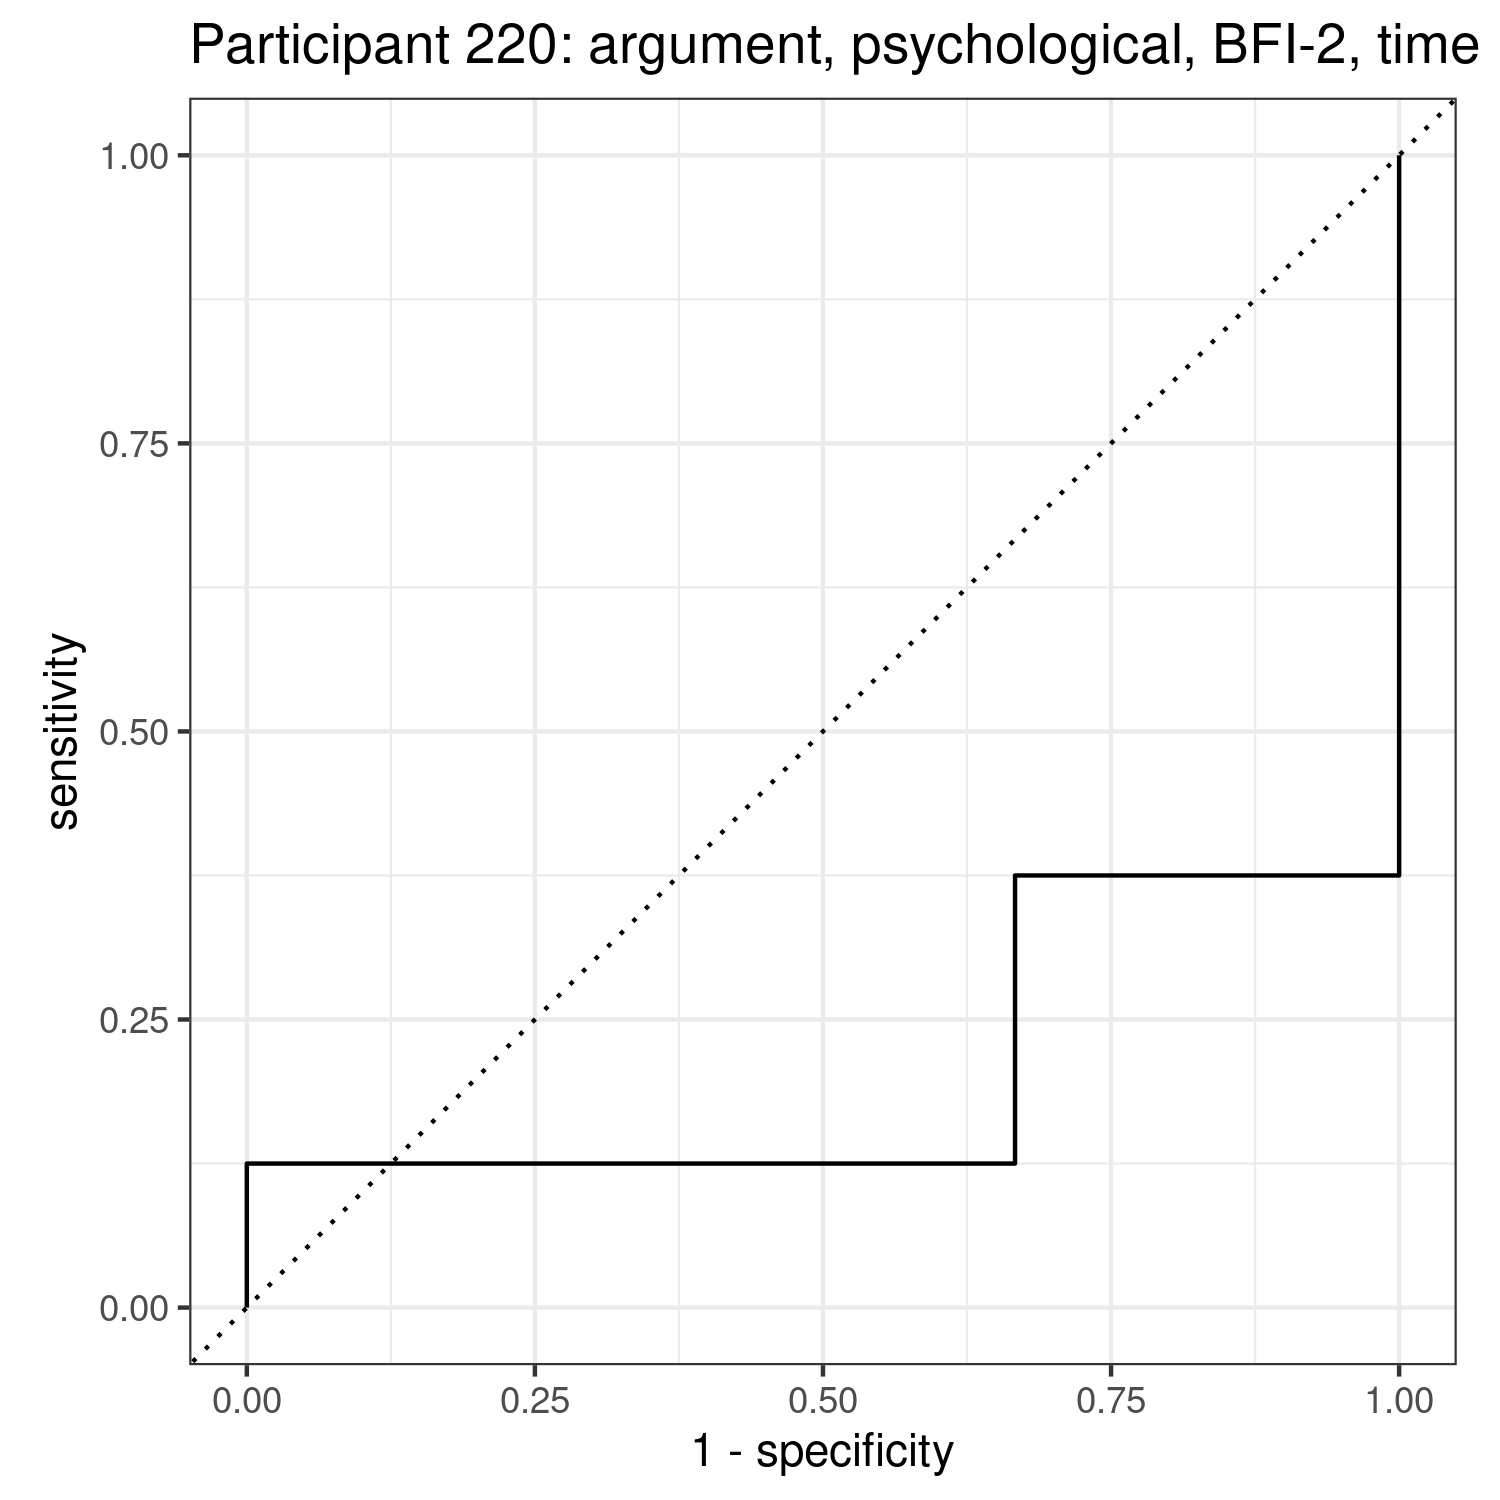 Participant 220: argument, psychological, BFI-2, time
1.00
0.75
0.50
0.25
0.00
sensitivity
0.00 0.25 0.50 0.75 1.00
1 - specificity